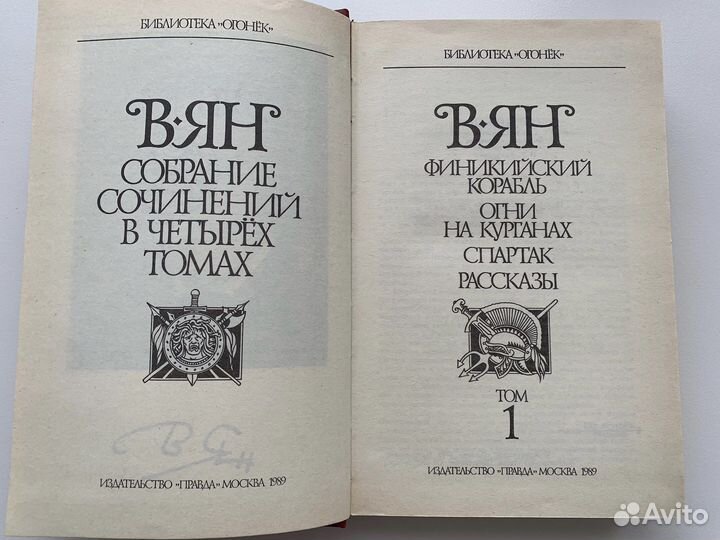 БИБЛИОТЕКА „ОГОНЁК“
В·ЯН
СОБРАНИЕ
СОЧИНЕНИЙ
В ЧЕТЫРЁХ
ТОМАХ
В Ян
ИЗДАТЕЛЬСТВО «ПРАВДА» МОСКВА 1989
БИБЛИОТЕКА „ОГОНЁК“
В·ЯН
ФИНИКИЙСКИЙ
КОРАБЛЬ
ОГНИ
НА КУРГАНАХ
СПАРТАК
РАССКАЗЫ
ТОМ
1
ИЗДАТЕЛЬСТВО «ПРАВДА» МОСКВА 1989
Avito